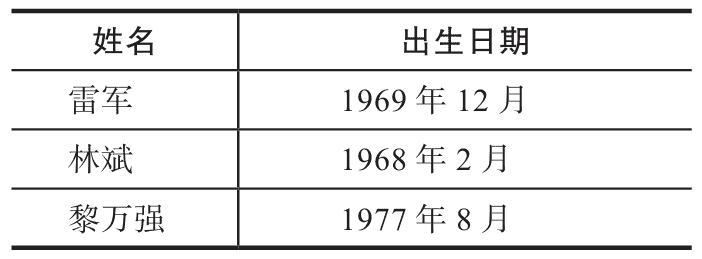 姓名 出生日期
雷军 1969 年 12 月
林斌 1968 年 2 月
黎万强 1977 年 8 月